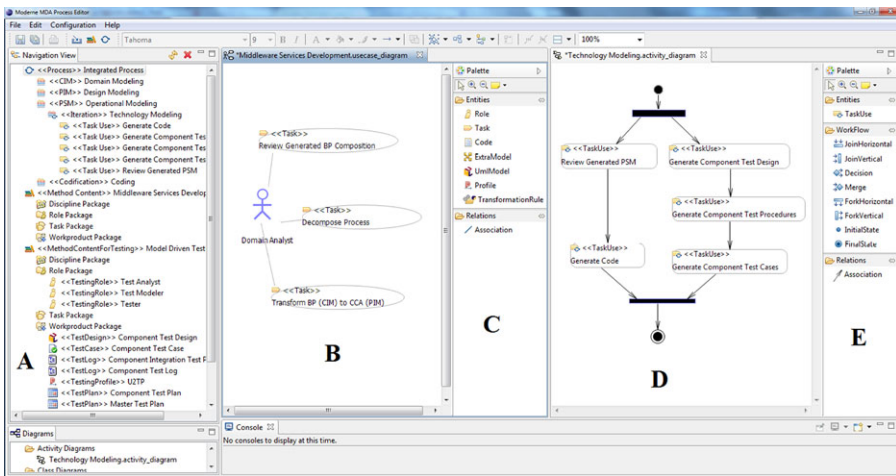 Moderne MDA Process Editor
File Edit Configuration Help
Tahoma 9 B I A 100%
Navigation View
<<Process>> Integrated Process
<<CIM>> Domain Modeling
<<PIM>> Design Modeling
<<PSM>> Operational Modeling
<<Iteration>> Technology Modeling
<<Task Use>> Generate Code
<<Task Use>> Generate Component Tes
<<Task Use>> Generate Component Tes
<<Task Use>> Generate Component Tes
<<Task Use>> Review Generated PSM
<<Codification>> Coding
<<Method Content>> Middleware Services Develop
Discipline Package
Role Package
Task Package
Workproduct Package
<<MethodContentForTesting>> Model Driven Test
Discipline Package
Role Package
<<TestingRole>> Test Analyst
<<TestingRole>> Test Modeler
<<TestingRole>> Tester
Task Package
Workproduct Package
<<TestDesign>> Component Test Design
<<TestCase>> Component Test Case
<<TestLog>> Component Integration Test P
<<TestLog>> Component Test Log
<<TestingProfile>> U2TP
<<TestPlan>> Component Test Plan
<<TestPlan>> Master Test Plan
A
Diagrams
Activity Diagrams
Technology Modeling.activity_diagram
Class Diagrams
*Middleware Services Development.usecase_diagram
<<Task>>
Review Generated BP Composition
<<Task>>
Decompose Process
Domain Analyst
<<Task>>
Transform BP (CIM) to CCA (PIM)
B
Palette
Entities
Role
Task
Code
ExtraModel
UmlModel
Profile
TransformationRule
Relations
Association
C
*Technology Modeling.activity_diagram
<<TaskUse>>
Review Generated PSM
<<TaskUse>>
Generate Component Test Design
<<TaskUse>>
Generate Component Test Procedures
<<TaskUse>>
Generate Code
<<TaskUse>>
Generate Component Test Cases
D
Palette
Entities
TaskUse
WorkFlow
JoinHorizontal
JoinVertical
Decision
Merge
ForkHorizontal
ForkVertical
InitialState
FinalState
Relations
Association
E
Console
No consoles to display at this time.